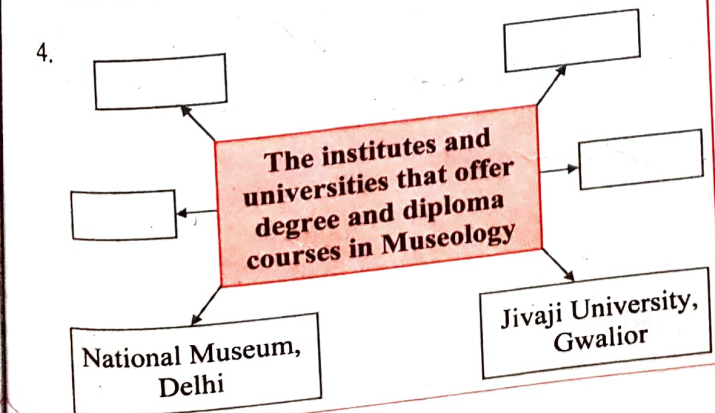 4.
The institutes and
universities that offer
degree and diploma
courses in Museology
National Museum,
Delhi
Jivaji University,
Gwalior